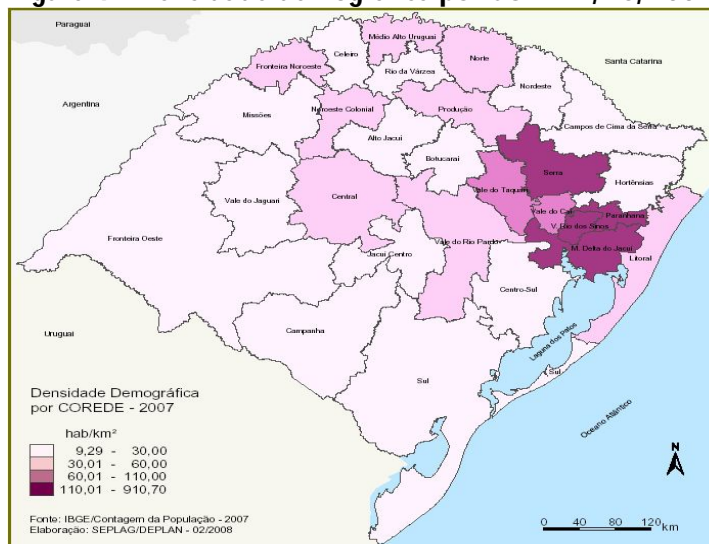 Paraguai
Santa Catarina
Argentina
Uruguai
Fronteira Noroeste
Celeiro
Médio Alto Uruguai
Norte
Rio da Várzea
Nordeste
Missões
Noroeste Colonial
Produção
Campos de Cima da Serra
Alto Jacuí
Botucaraí
Serra
Hortênsias
Vale do Jaguari
Central
Vale do Taquari
Vale do Caí
Paranhana
V. Rio dos Sinos
Fronteira Oeste
Vale do Rio Pardo
M. Delta do Jacuí
Litoral
Jacuí Centro
Centro-Sul
Campanha
Laguna dos Patos
Sul
Sul
Oceano Atlântico
Densidade Demográfica
por COREDE - 2007
hab/km²
9,29 - 30,00
30,01 - 60,00
60,01 - 110,00
110,01 - 910,70
Fonte: IBGE/Contagem da População - 2007
Elaboração: SEPLAG/DEPLAN - 02/2008
N
0 40 80 120
km